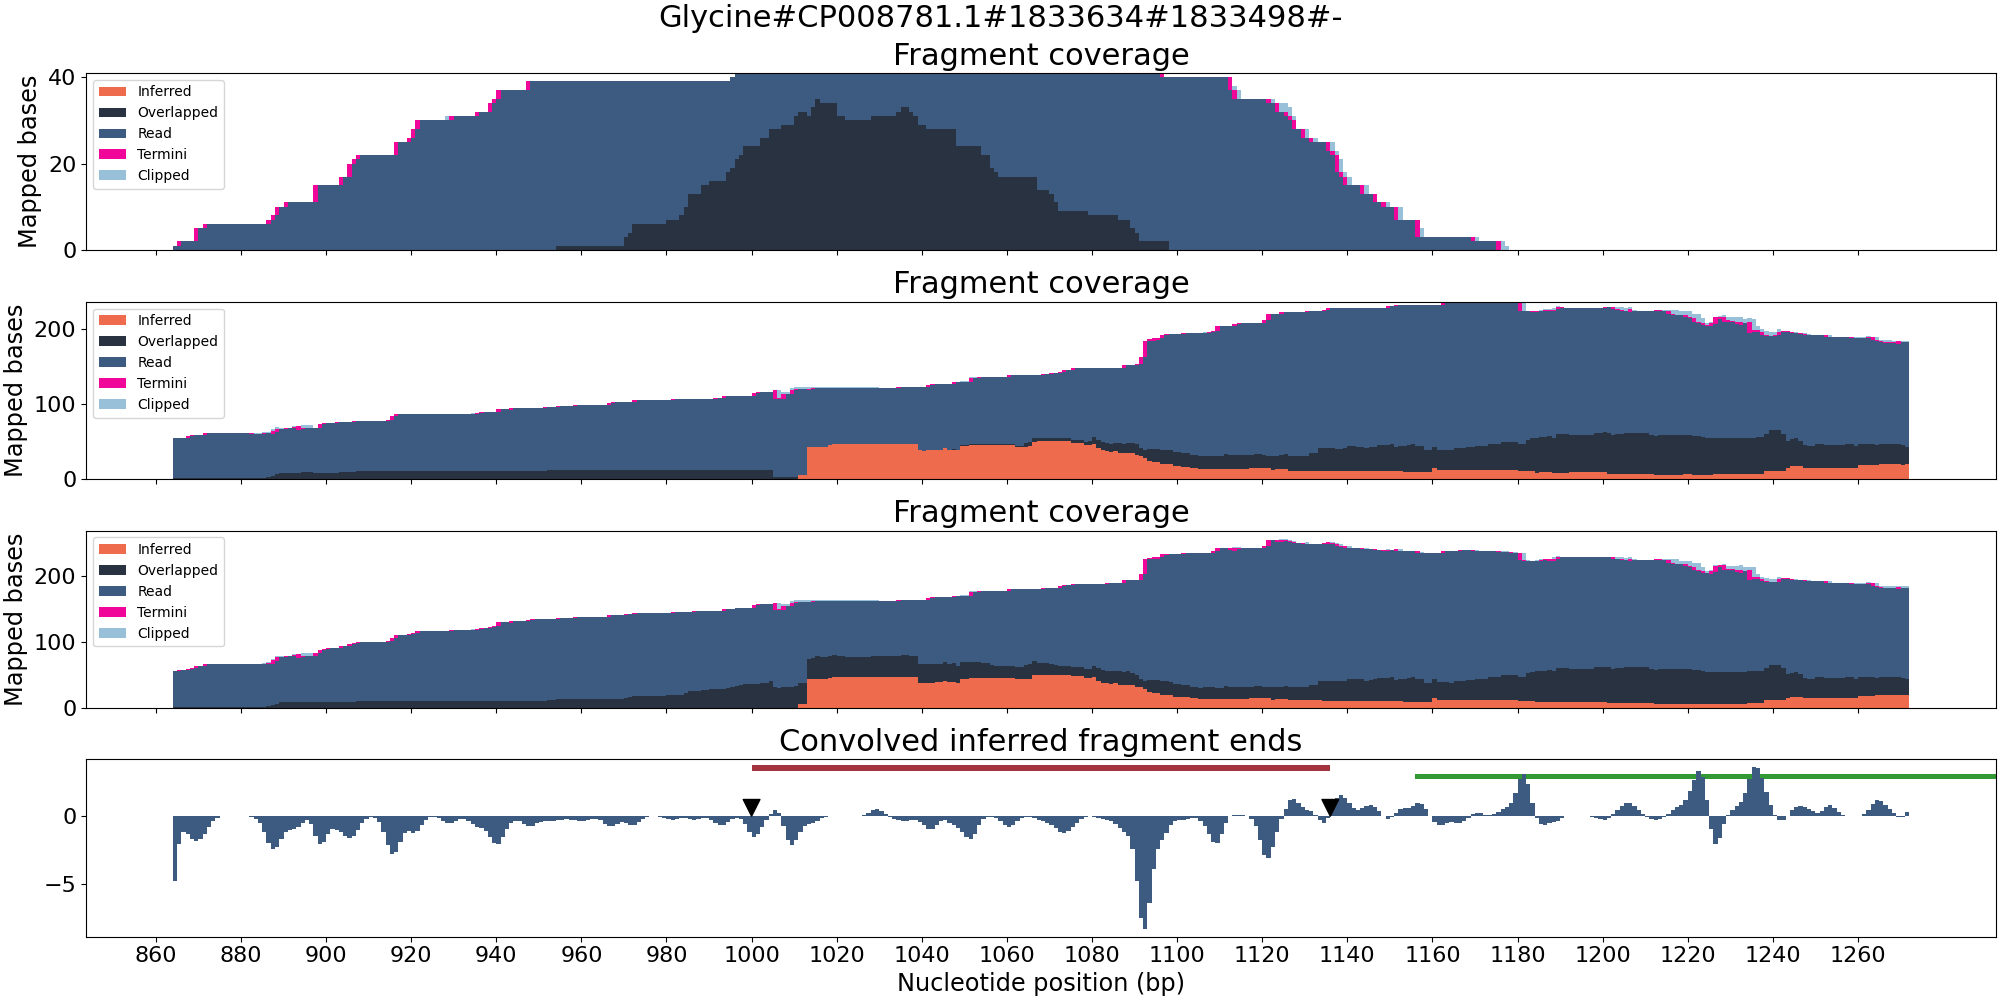 Glycine#CP008781.1#1833634#1833498#-
Fragment coverage
Mapped bases
40
20
0
Inferred
Overlapped
Read
Termini
Clipped
Fragment coverage
Mapped bases
200
100
0
Inferred
Overlapped
Read
Termini
Clipped
Fragment coverage
Mapped bases
200
100
0
Inferred
Overlapped
Read
Termini
Clipped
Convolved inferred fragment ends
0
−5
860 880 900 920 940 960 980 1000 1020 1040 1060 1080 1100 1120 1140 1160 1180 1200 1220 1240 1260
Nucleotide position (bp)